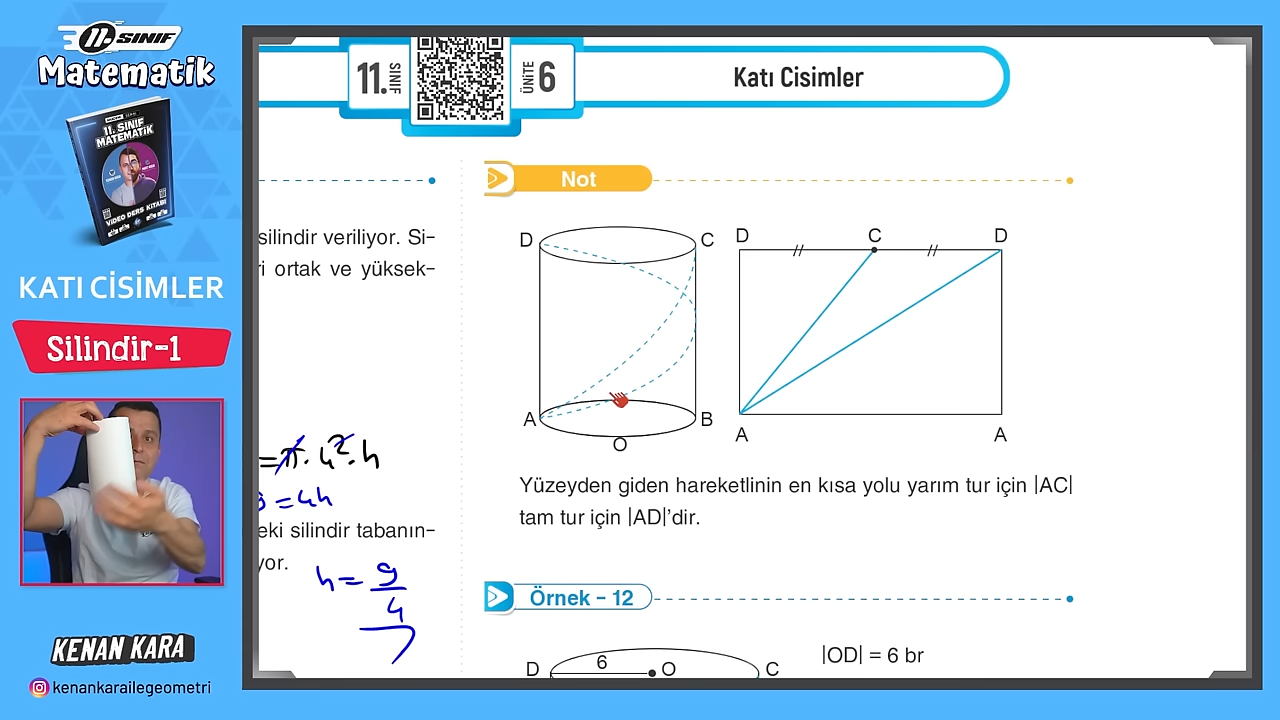 11. SINIF
Matematik
11. SINIF
MATEMATİK
VİDEO DERS KİTABI
KATI CİSİMLER
Silindir-1
KENAN KARA
kenankarailegeometri
11. SINIF
ÜNİTE 6
Katı Cisimler
silindir veriliyor. Si-
ri ortak ve yüksek-
=π.4².h
=4h
eki silindir tabanın-
yor.
h=9/4
Not
D C D C D
A B A A
O
Yüzeyden giden hareketlinin en kısa yolu yarım tur için |AC|
tam tur için |AD|’dir.
Örnek - 12
D 6 O C
|OD| = 6 br